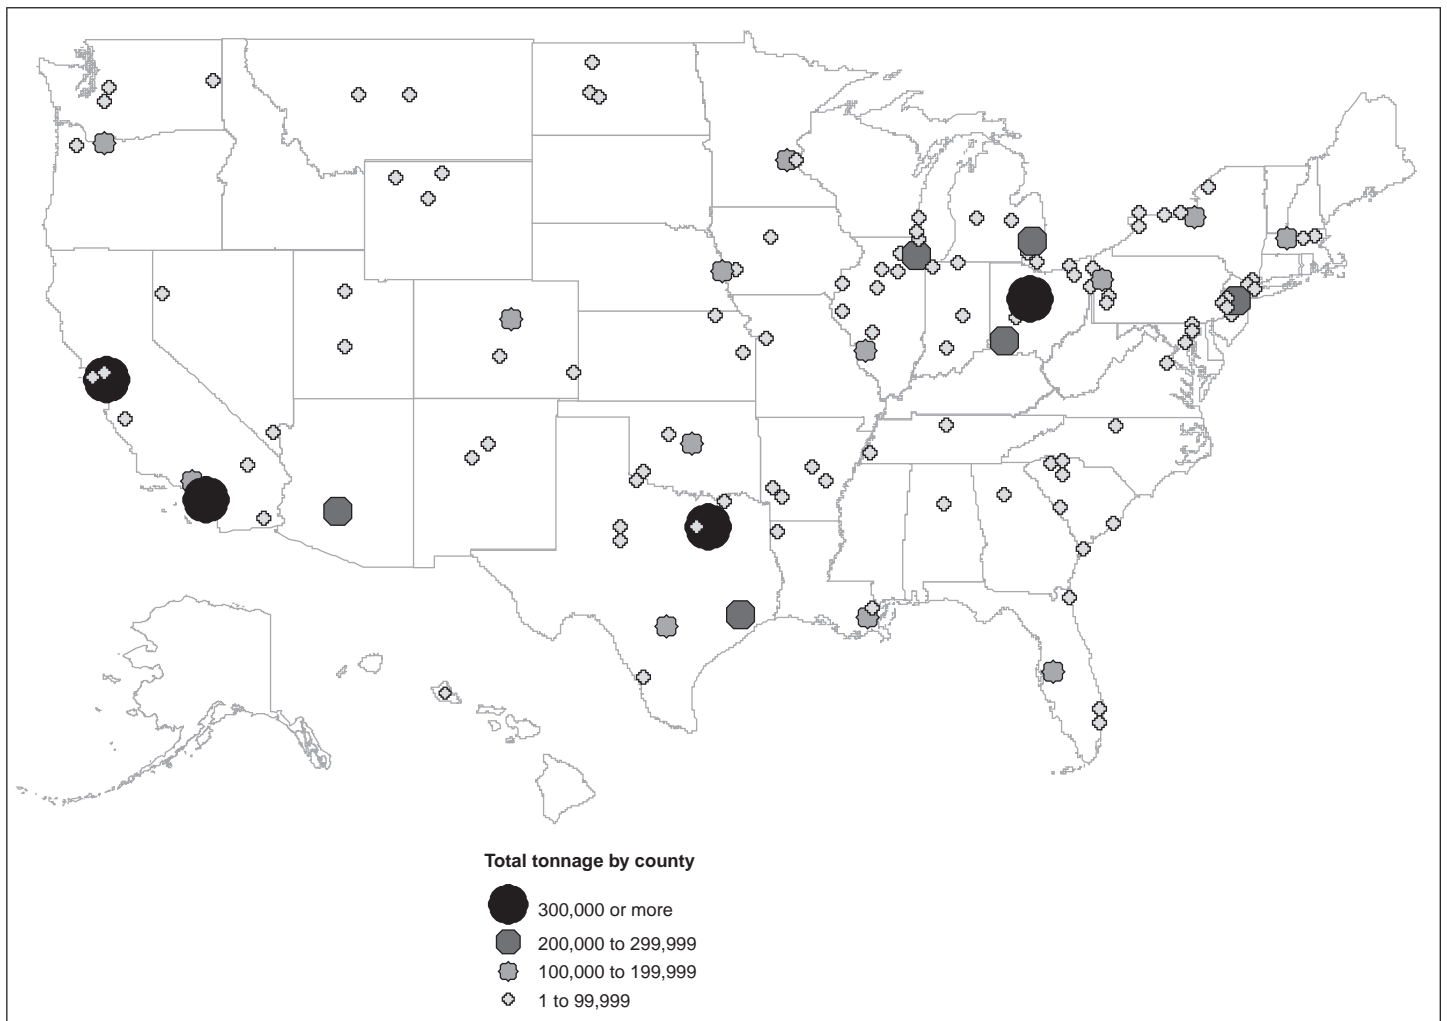 Total tonnage by county
300,000 or more
200,000 to 299,999
100,000 to 199,999
1 to 99,999